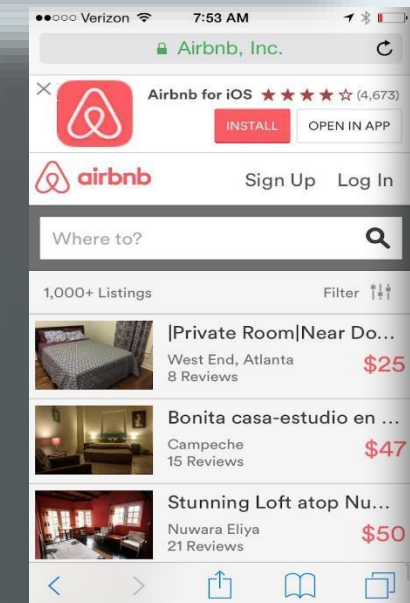 Verizon 7:53 AM
Airbnb, Inc.
Airbnb for iOS ★★★★☆ (4,673)
INSTALL OPEN IN APP
airbnb Sign Up Log In
Where to?
1,000+ Listings Filter
|Private Room|Near Do...
West End, Atlanta
8 Reviews
$25
Bonita casa-estudio en ...
Campeche
15 Reviews
$47
Stunning Loft atop Nu...
Nuwara Eliya
21 Reviews
$50